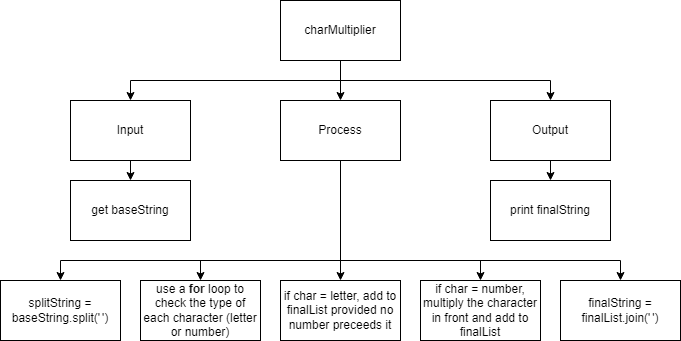 charMultiplier
Input
Process
Output
get baseString
print finalString
splitString =
baseString.split(' ')
use a for loop to
check the type of
each character (letter
or number)
if char = letter, add to
finalList provided no
number preceeds it
if char = number,
multiply the character
in front and add to
finalList
finalString =
finalList.join(' ')